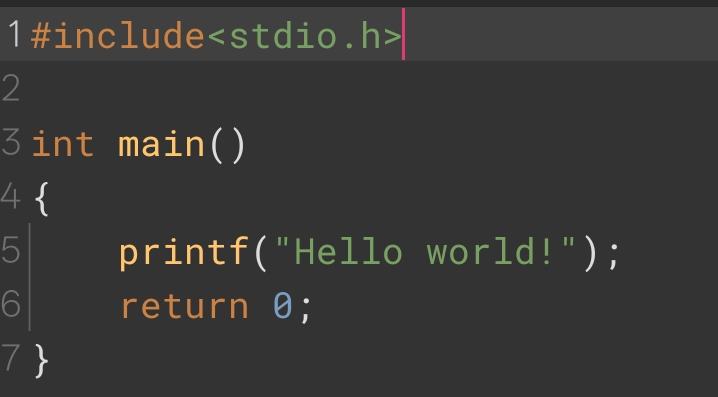 1 #include<stdio.h>
2
3 int main()
4 {
5     printf("Hello world!");
6     return 0;
7 }